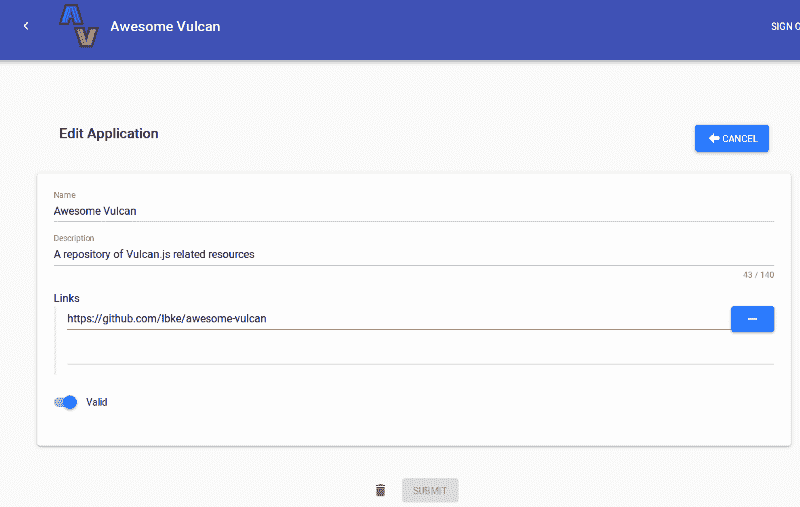 AV
Awesome Vulcan
SIGN O
Edit Application
CANCEL
Name
Awesome Vulcan
Description
A repository of Vulcan.js related resources
43 / 140
Links
https://github.com/lbke/awesome-vulcan
Valid
SUBMIT